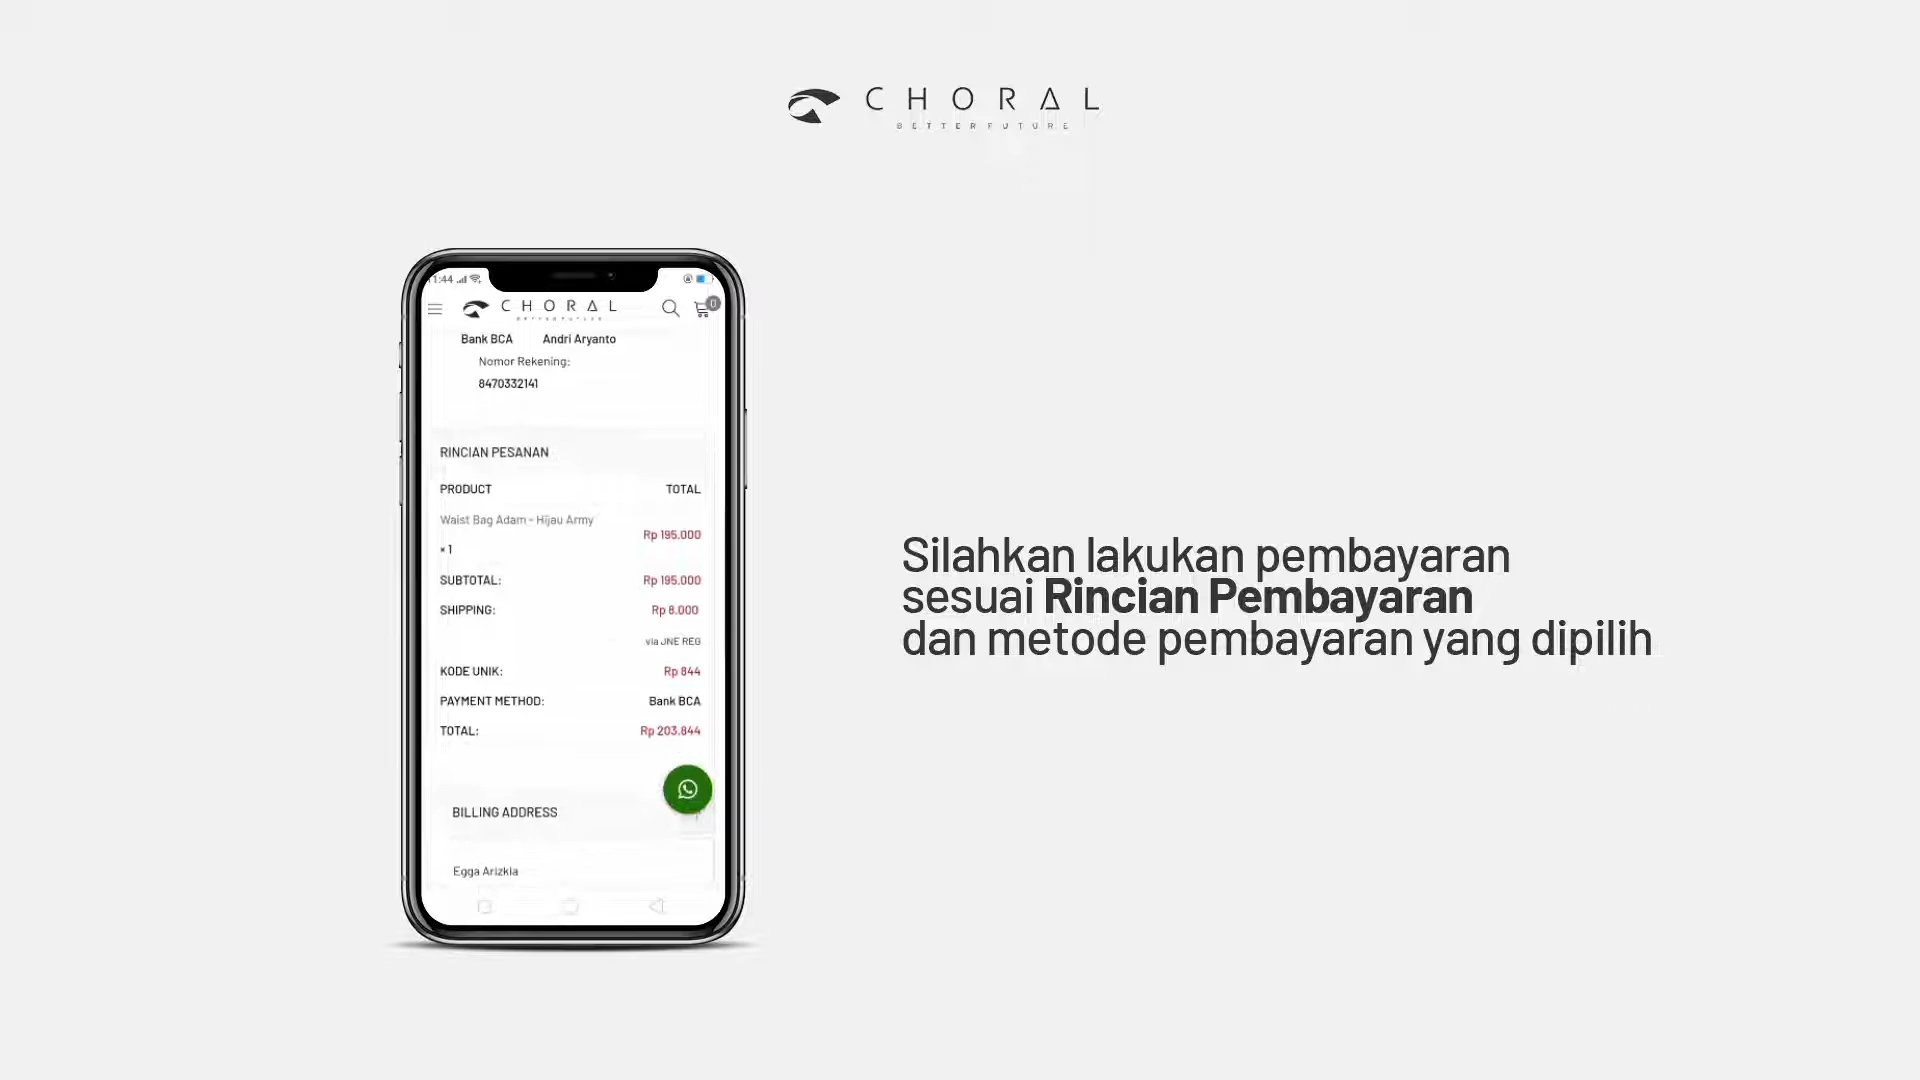 CHORAL
BETTER FUTURE
1:44
CHORAL
0
Bank BCA Andri Aryanto
Nomor Rekening:
8470332141
RINCIAN PESANAN
PRODUCT TOTAL
Waist Bag Adam - Hijau Army
× 1 Rp 195.000
SUBTOTAL: Rp 195.000
SHIPPING: Rp 8.000
via JNE REG
KODE UNIK: Rp 844
PAYMENT METHOD: Bank BCA
TOTAL: Rp 203.844
BILLING ADDRESS
Egga Arizkia
Silahkan lakukan pembayaran
sesuai Rincian Pembayaran
dan metode pembayaran yang dipilih